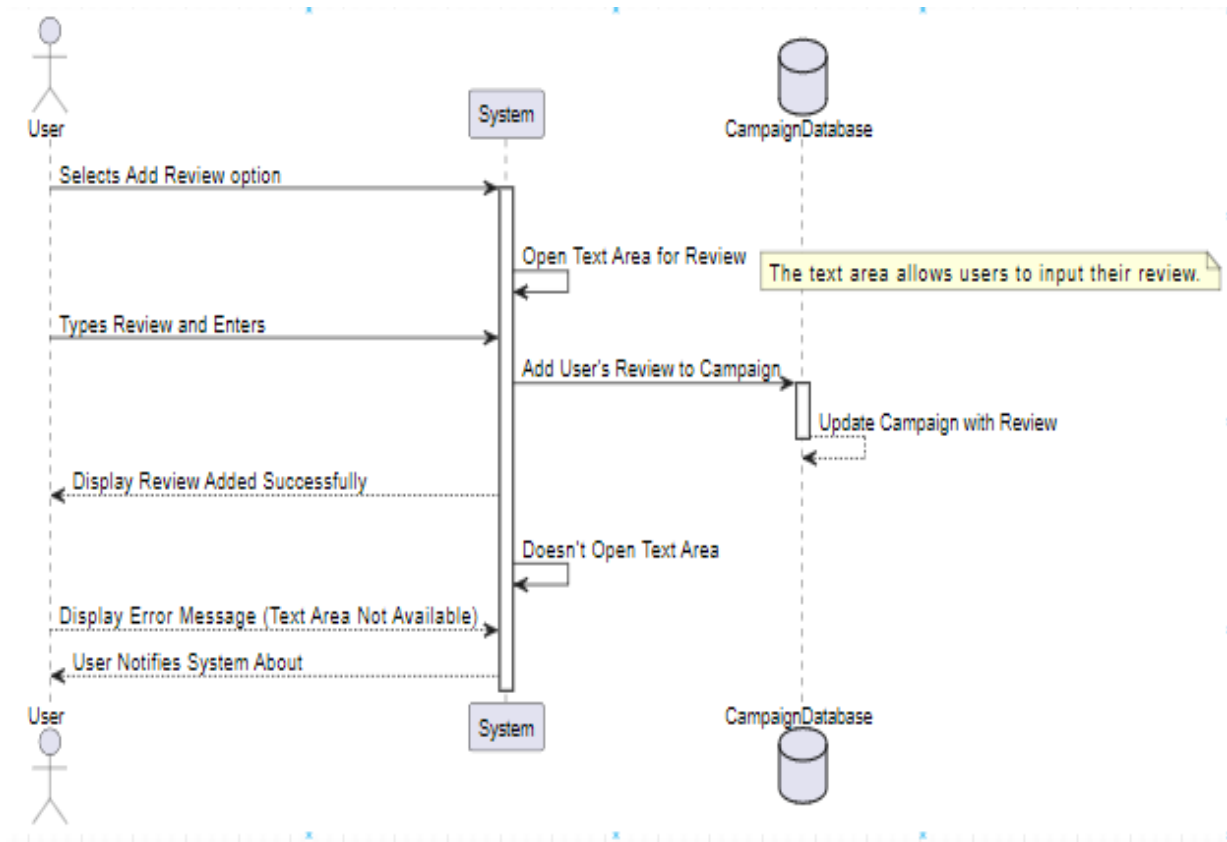 User
System
CampaignDatabase
Selects Add Review option
Open Text Area for Review
The text area allows users to input their review.
Types Review and Enters
Add User's Review to Campaign
Update Campaign with Review
Display Review Added Successfully
Doesn't Open Text Area
Display Error Message (Text Area Not Available)
User Notifies System About
User
System
CampaignDatabase